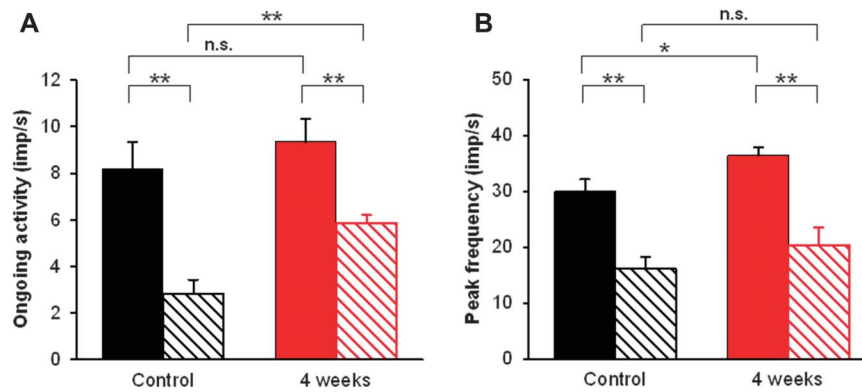 A
**
n.s.
**
**
Ongoing activity (imp/s)
12
10
8
6
4
2
0
Control
4 weeks
B
n.s.
*
**
**
Peak frequency (imp/s)
50
40
30
20
10
0
Control
4 weeks